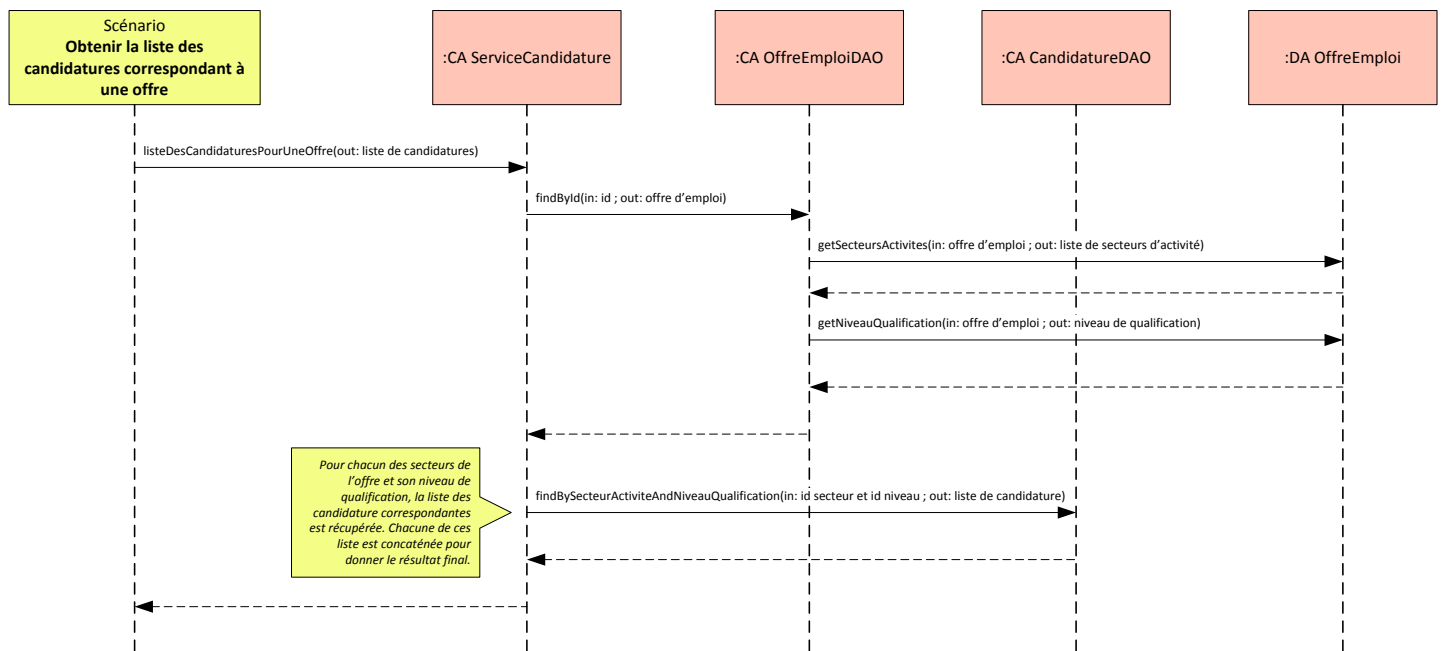 Scénario
Obtenir la liste des
candidatures correspondant à
une offre
:CA ServiceCandidature
:CA OffreEmploiDAO
:CA CandidatureDAO
:DA OffreEmploi
listeDesCandidaturesPourUneOffre(out: liste de candidatures)
findById(in: id ; out: offre d’emploi)
getSecteursActivites(in: offre d’emploi ; out: liste de secteurs d’activité)
getNiveauQualification(in: offre d’emploi ; out: niveau de qualification)
Pour chacun des secteurs de
l’offre et son niveau de
qualification, la liste des
candidature correspondantes
est récupérée. Chacune de ces
liste est concaténée pour
donner le résultat final.
findBySecteurActiviteAndNiveauQualification(in: id secteur et id niveau ; out: liste de candidature)